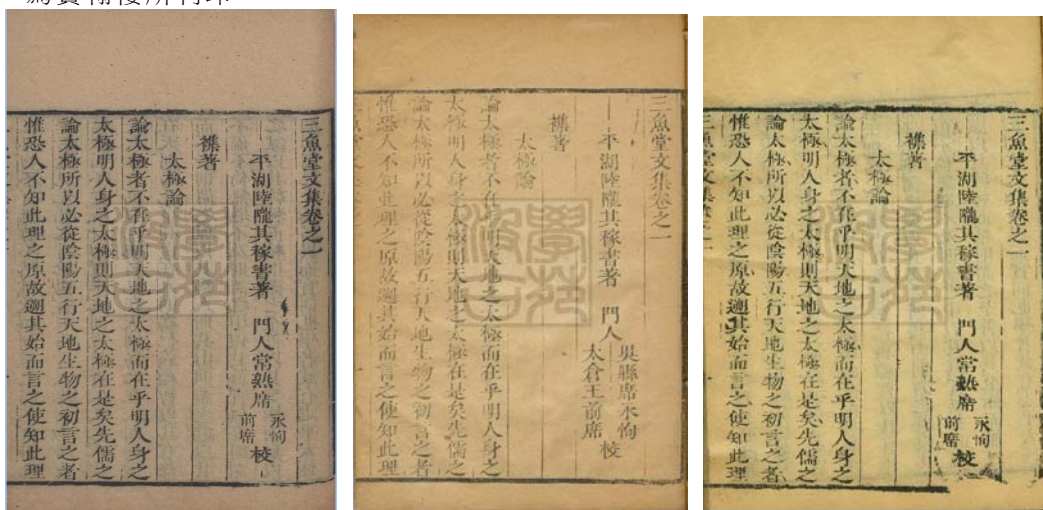 三魚堂文集卷之一
平湖陸隴其稼書著　門人常熟席永恂前席校
襍著
太極論
論太極者不在乎明天地之太極而在乎明人身之
太極明人身之太極則天地之太極在是矣先儒之
論太極所以必從陰陽五行天地生物之初言之者
惟恐人不知此理之原故遡其始而言之使知此理
三魚堂文集卷之一
平湖陸隴其稼書著　門人吳縣席永恂太倉王前席校
襍著
太極論
論太極者不在乎明天地之太極而在乎明人身之
太極明人身之太極則天地之太極在是矣先儒之
論太極所以必從陰陽五行天地生物之初言之者
惟恐人不知此理之原故遡其始而言之使知此理
三魚堂文集卷之一
平湖陸隴其稼書著　門人常熟席永恂前席校
襍著
太極論
論太極者不在乎明天地之太極而在乎明人身之
太極明人身之太極則天地之太極在是矣先儒之
論太極所以必從陰陽五行天地生物之初言之者
惟恐人不知此理之原故遡其始而言之使知此理
三魚堂文集卷之一